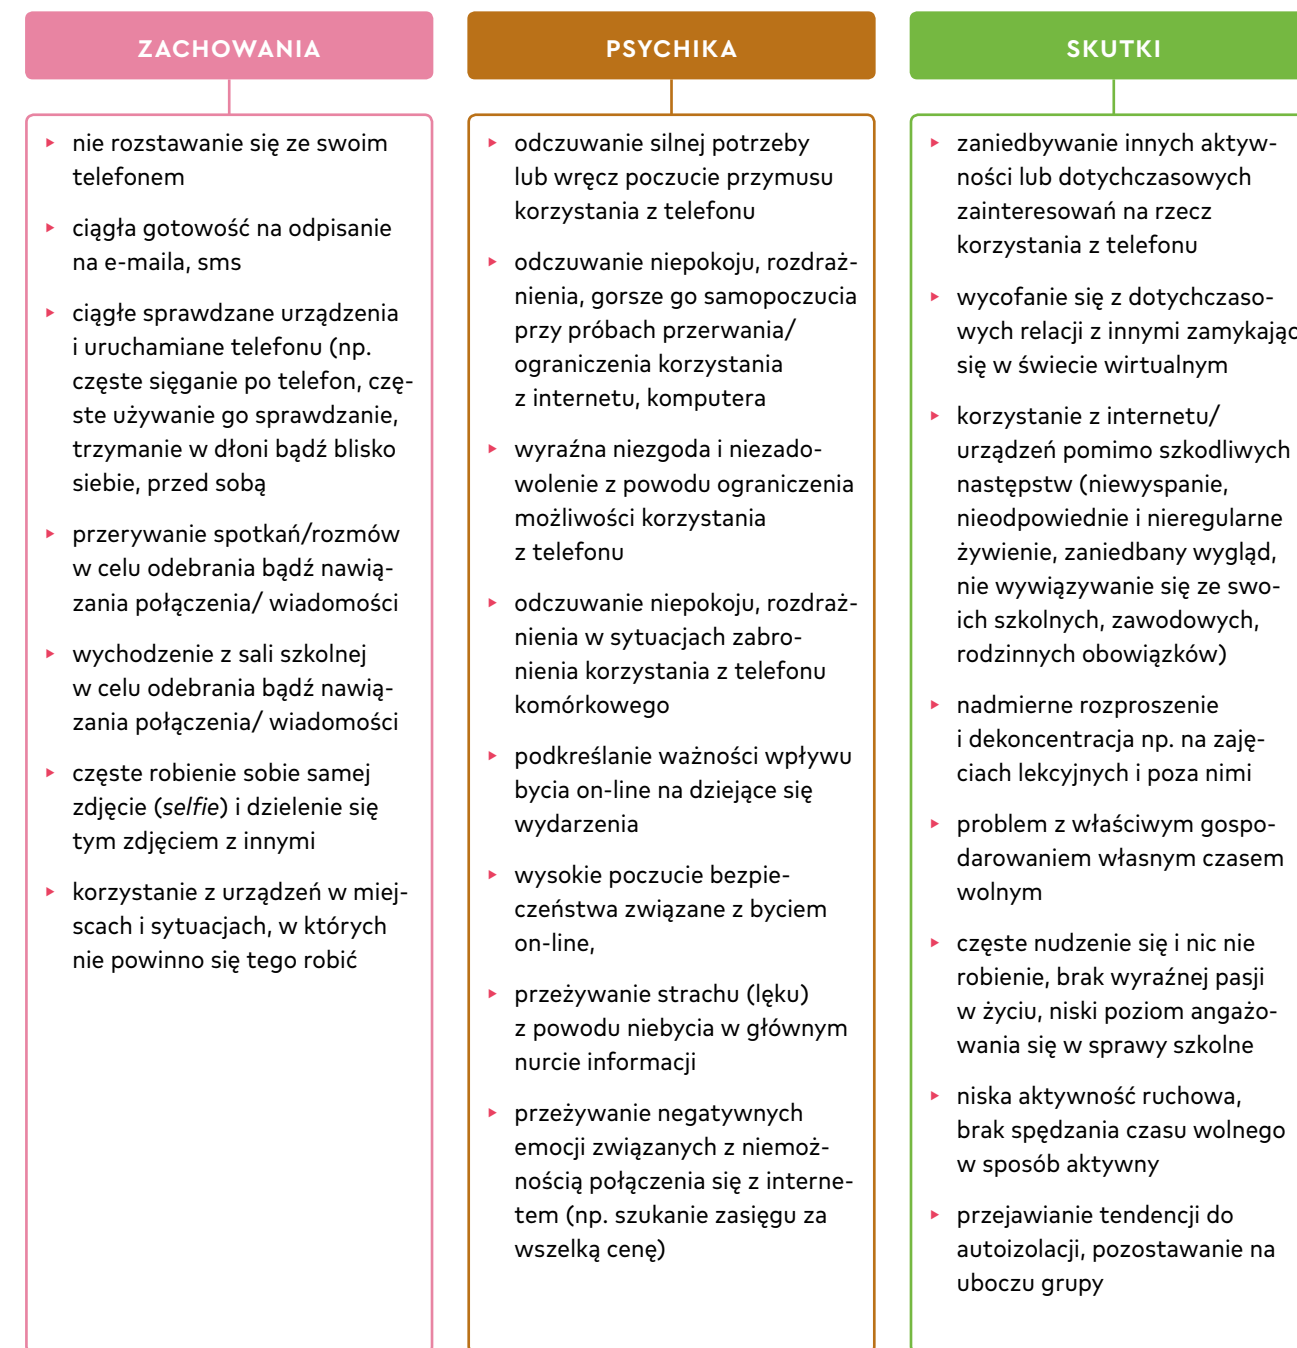 ZACHOWANIA
nie rozstawanie się ze swoim
telefonem
ciągła gotowość na odpisanie
na e-maila, sms
ciągłe sprawdzane urządzenia
i uruchamiane telefonu (np.
częste sięganie po telefon, czę-
ste używanie go sprawdzanie,
trzymanie w dłoni bądź blisko
siebie, przed sobą
przerywanie spotkań/rozmów
w celu odebrania bądź nawią-
zania połączenia/ wiadomości
wychodzenie z sali szkolnej
w celu odebrania bądź nawią-
zania połączenia/ wiadomości
częste robienie sobie samej
zdjęcie (selfie) i dzielenie się
tym zdjęciem z innymi
korzystanie z urządzeń w miej-
scach i sytuacjach, w których
nie powinno się tego robić
PSYCHIKA
odczuwanie silnej potrzeby
lub wręcz poczucie przymusu
korzystania z telefonu
odczuwanie niepokoju, rozdraż-
nienia, gorsze go samopoczucia
przy próbach przerwania/
ograniczenia korzystania
z internetu, komputera
wyraźna niezgoda i niezado-
wolenie z powodu ograniczenia
możliwości korzystania
z telefonu
odczuwanie niepokoju, rozdraż-
nienia w sytuacjach zabro-
nienia korzystania z telefonu
komórkowego
podkreślanie ważności wpływu
bycia on-line na dziejące się
wydarzenia
wysokie poczucie bezpie-
czeństwa związane z byciem
on-line,
przeżywanie strachu (lęku)
z powodu niebycia w głównym
nurcie informacji
przeżywanie negatywnych
emocji związanych z niemoż-
nością połączenia się z interne-
tem (np. szukanie zasięgu za
wszelką cenę)
SKUTKI
zaniedbywanie innych aktyw-
ności lub dotychczasowych
zainteresowań na rzecz
korzystania z telefonu
wycofanie się z dotychczaso-
wych relacji z innymi zamykając
się w świecie wirtualnym
korzystanie z internetu/
urządzeń pomimo szkodliwych
następstw (niewyspanie,
nieodpowiednie i nieregularne
żywienie, zaniedbany wygląd,
nie wywiązywanie się ze swo-
ich szkolnych, zawodowych,
rodzinnych obowiązków)
nadmierne rozproszenie
i dekoncentracja np. na zaję-
ciach lekcyjnych i poza nimi
problem z właściwym gospo-
darowaniem własnym czasem
wolnym
częste nudzenie się i nic nie
robienie, brak wyraźnej pasji
w życiu, niski poziom angażo-
wania się w sprawy szkolne
niska aktywność ruchowa,
brak spędzania czasu wolnego
w sposób aktywny
przejawianie tendencji do
autoizolacji, pozostawanie na
uboczu grupy